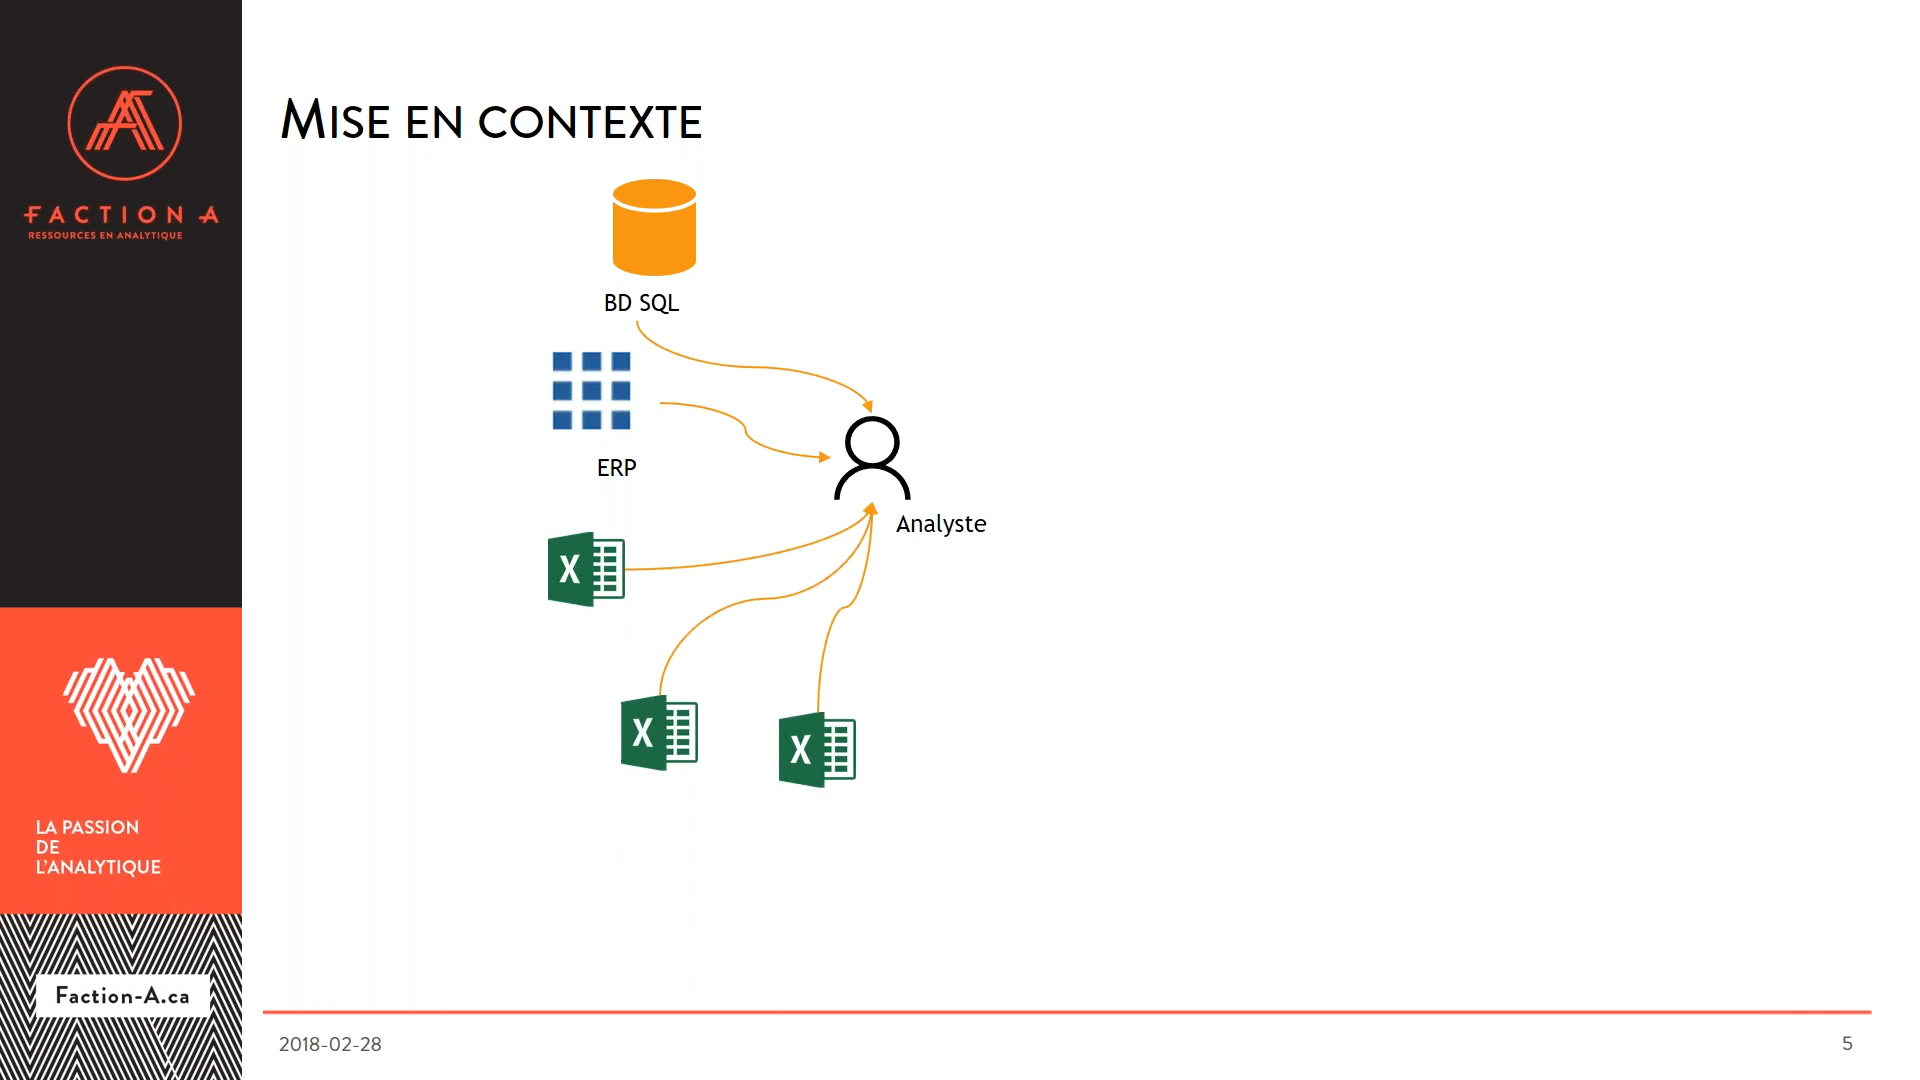 FACTION A
RESSOURCES EN ANALYTIQUE
MISE EN CONTEXTE
BD SQL
ERP
Analyste
X
X
X
LA PASSION
DE
L'ANALYTIQUE
Faction-A.ca
2018-02-28
5